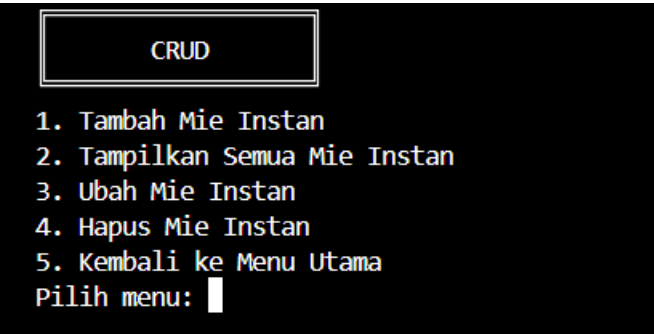 CRUD
1. Tambah Mie Instan
2. Tampilkan Semua Mie Instan
3. Ubah Mie Instan
4. Hapus Mie Instan
5. Kembali ke Menu Utama
Pilih menu: